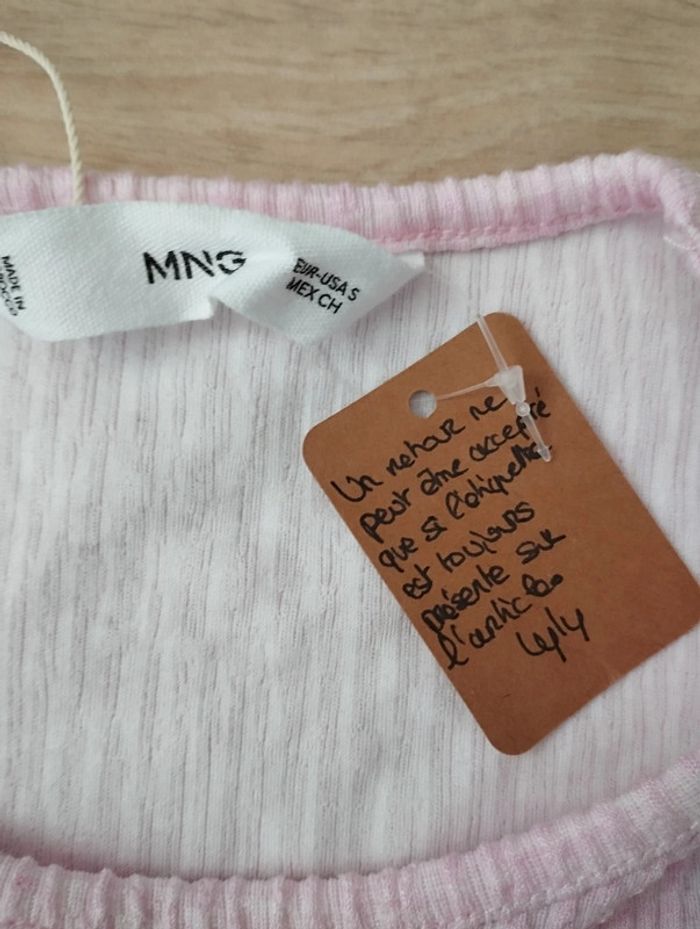 MADE IN
MOROCCO
MNG
EUR-USA S
MEX CH
Un retour ne
peut être accepté
que si l'étiquette
est toujours
présente sur
l'article